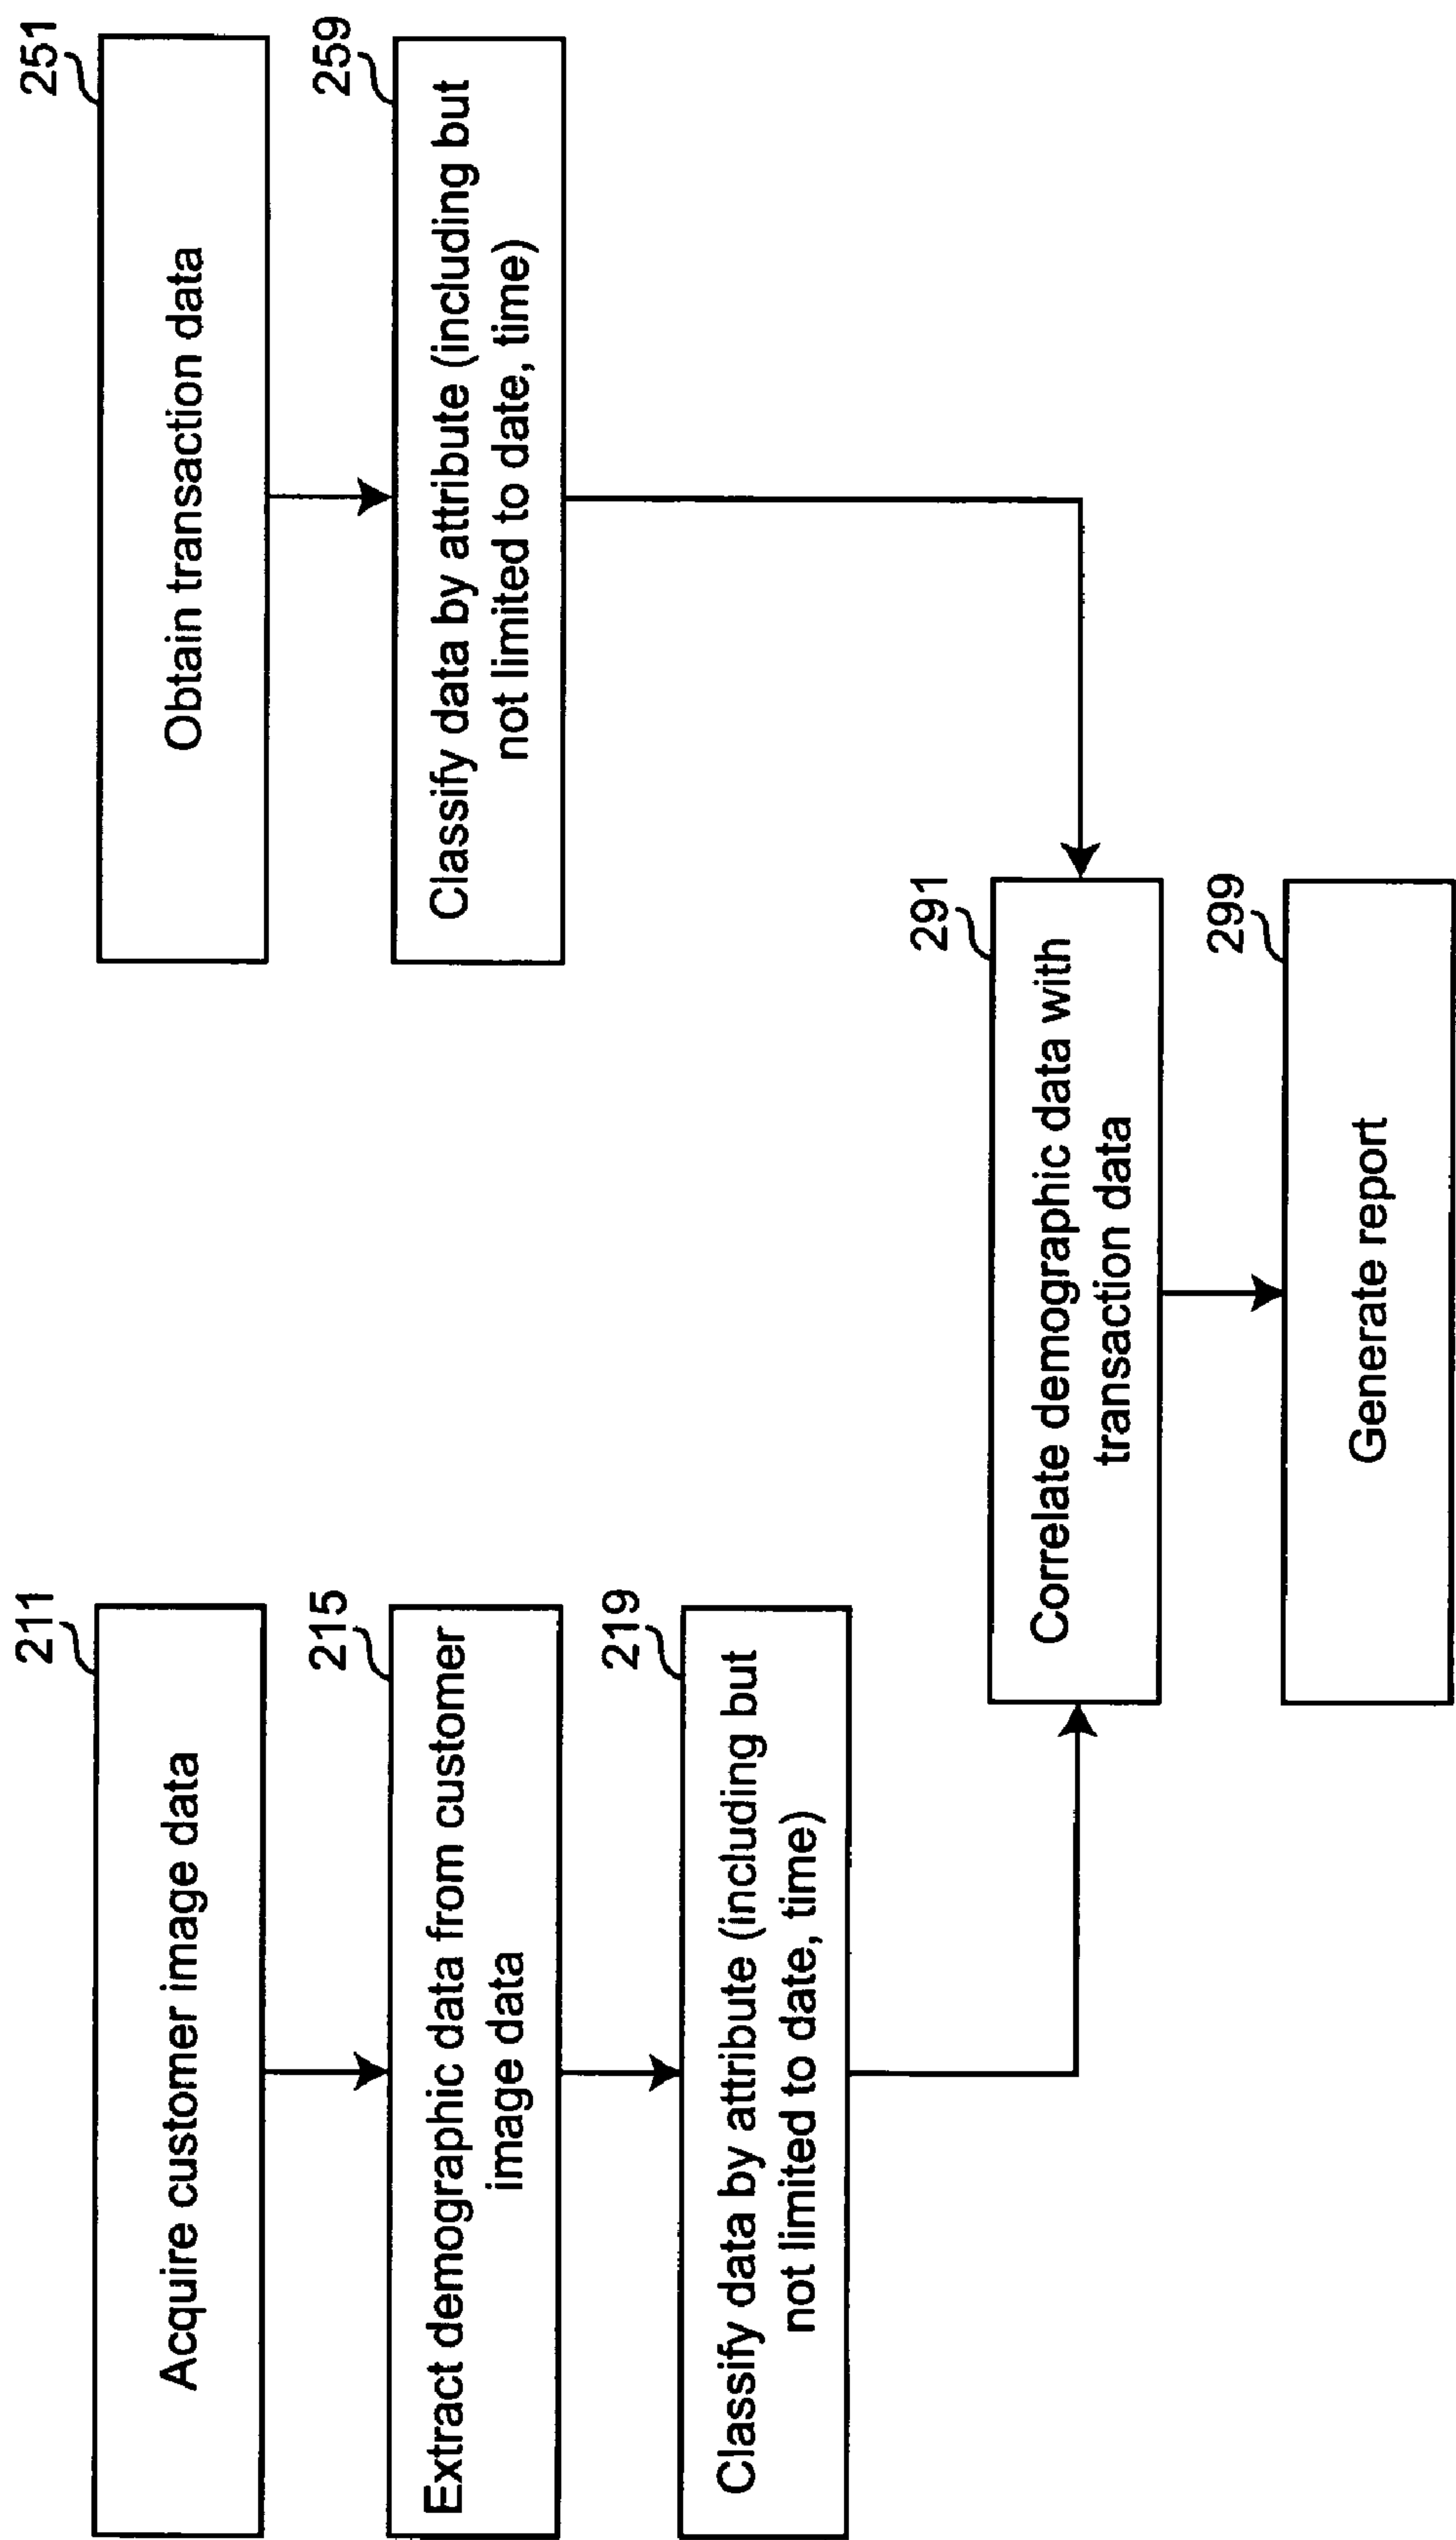 211
Acquire customer image data
215
Extract demographic data from customer
image data
219
Classify data by attribute (including but
not limited to date, time)
251
Obtain transaction data
259
Classify data by attribute (including but
not limited to date, time)
291
Correlate demographic data with
transaction data
299
Generate report